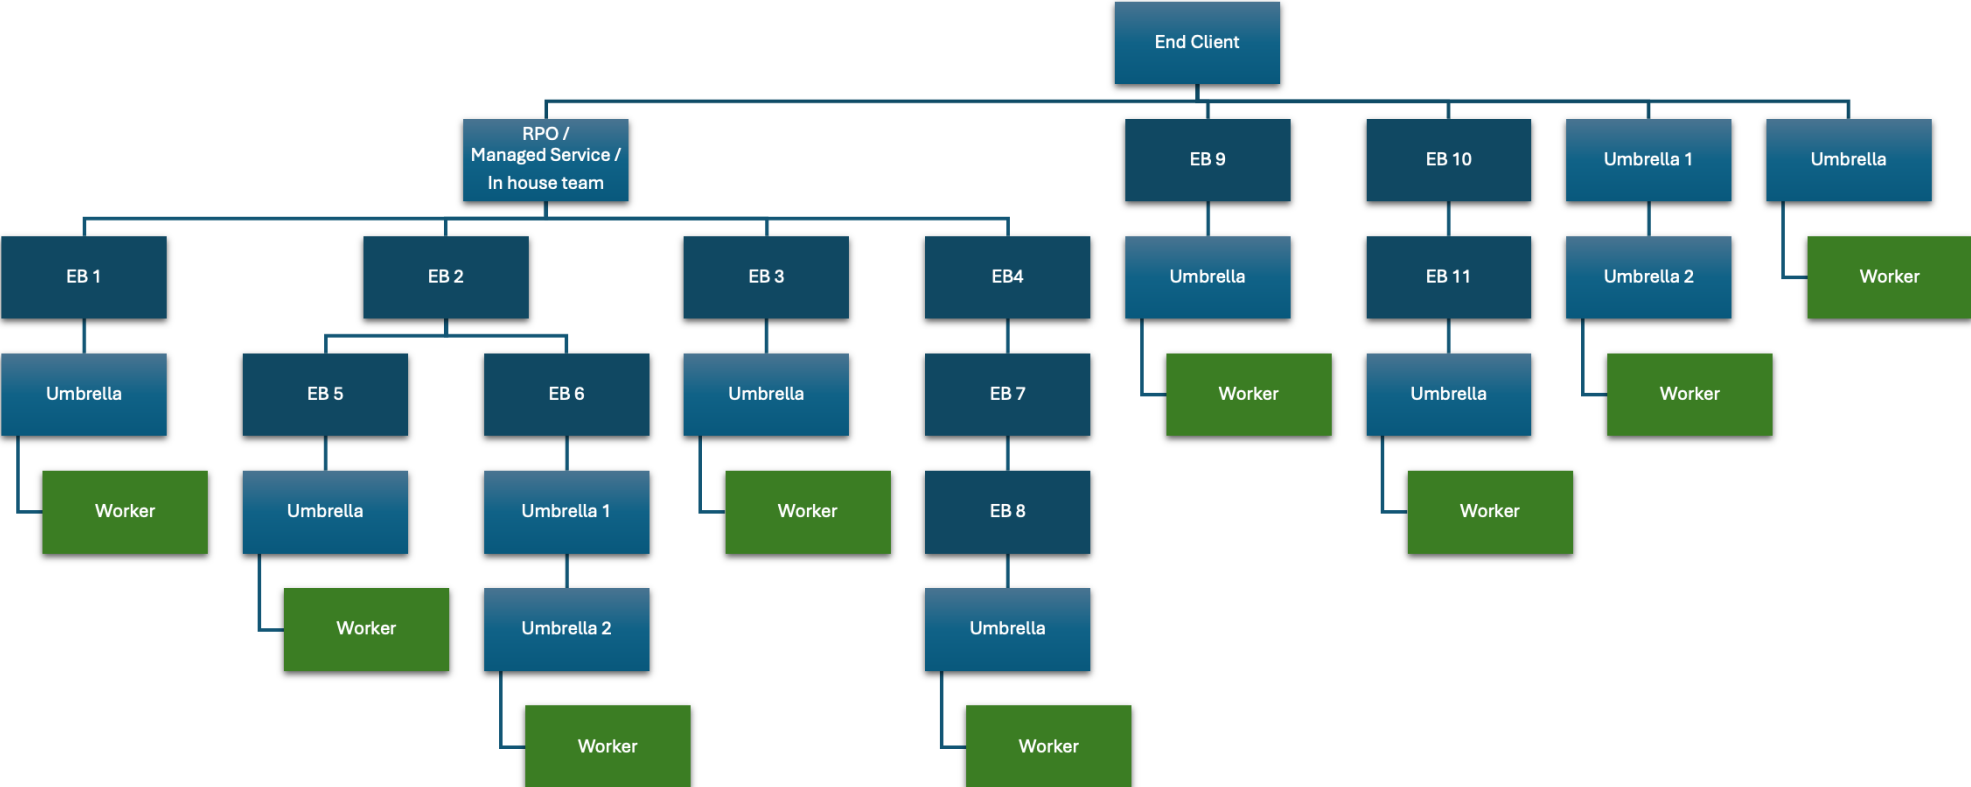 End Client
RPO /
Managed Service /
In house team
EB 9
EB 10
Umbrella 1
Umbrella
EB 1
EB 2
EB 3
EB4
Umbrella
EB 11
Umbrella 2
Worker
Umbrella
EB 5
EB 6
Umbrella
EB 7
Worker
Umbrella
Worker
Worker
Umbrella
Umbrella 1
Worker
EB 8
Worker
Worker
Umbrella 2
Umbrella
Worker
Worker